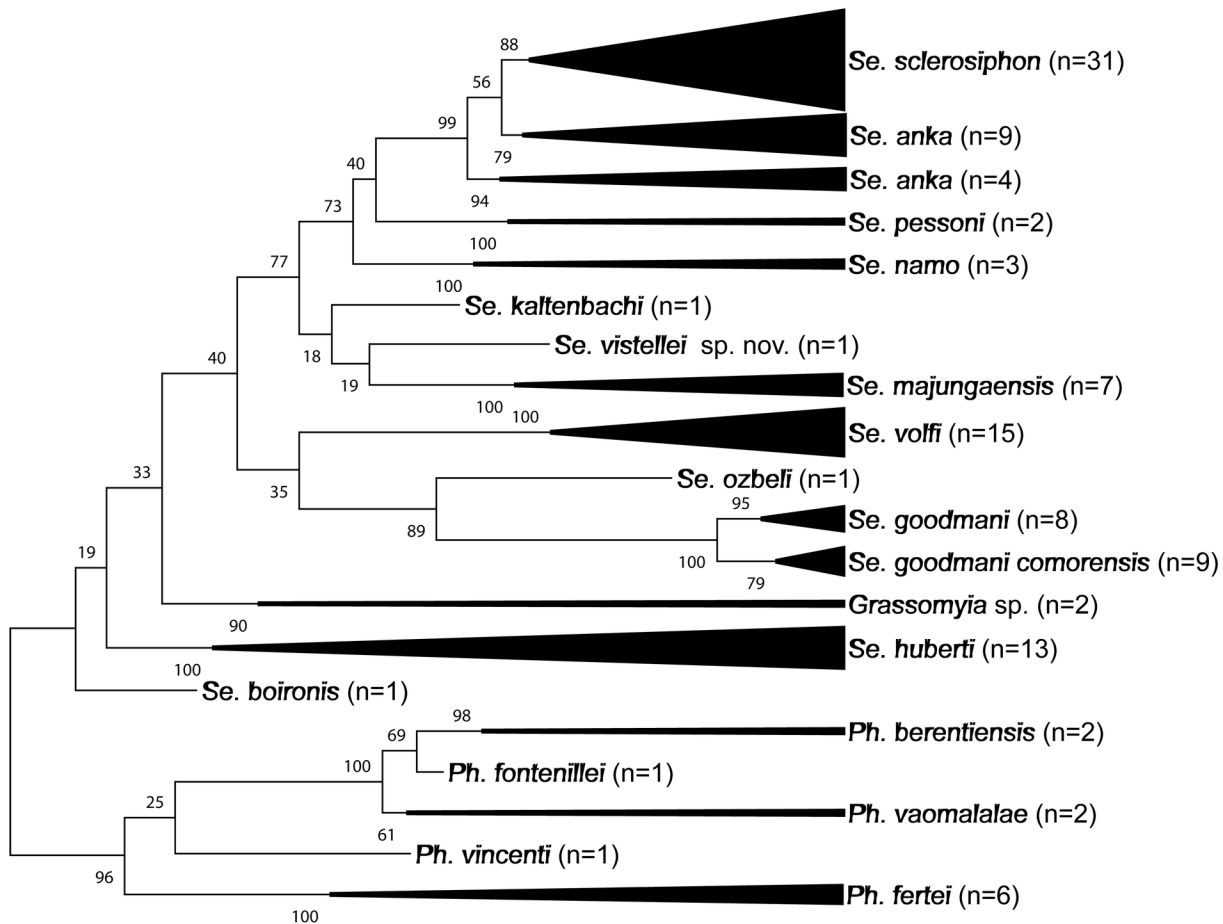 88
Se. sclerosiphon (n=31)
56
99
Se. anka (n=9)
79
40
Se. anka (n=4)
94
73
Se. pessoni (n=2)
100
77
Se. namo (n=3)
100
Se. kaltenbachi (n=1)
18
Se. vistellei sp. nov. (n=1)
40
19
Se. majungaensis (n=7)
100
100
Se. volfi (n=15)
33
35
Se. ozbeli (n=1)
95
89
Se. goodmani (n=8)
19
100
Se. goodmani comorensis (n=9)
79
Grassomyia sp. (n=2)
90
Se. huberti (n=13)
100
Se. boironis (n=1)
98
69
Ph. berentiensis (n=2)
100
Ph. fontenillei (n=1)
25
Ph. vaomalalae (n=2)
61
Ph. vincenti (n=1)
96
Ph. fertei (n=6)
100